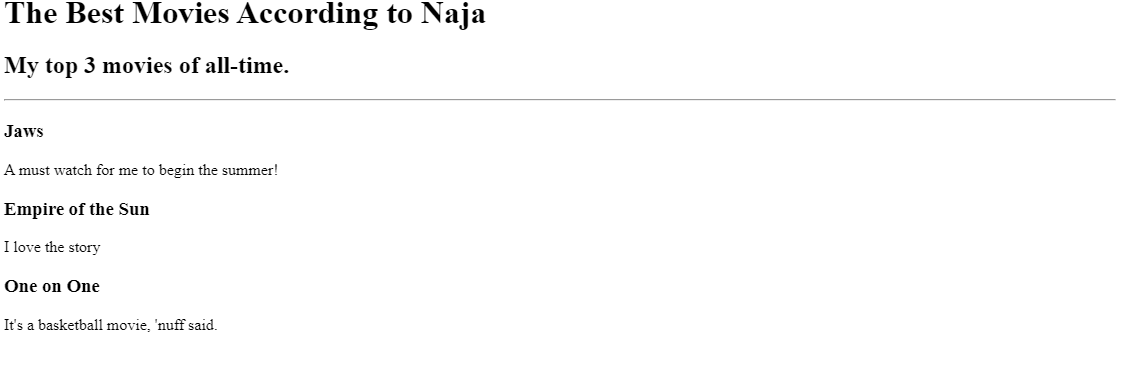 The Best Movies According to Naja
My top 3 movies of all-time.
Jaws
A must watch for me to begin the summer!
Empire of the Sun
I love the story
One on One
It's a basketball movie, 'nuff said.